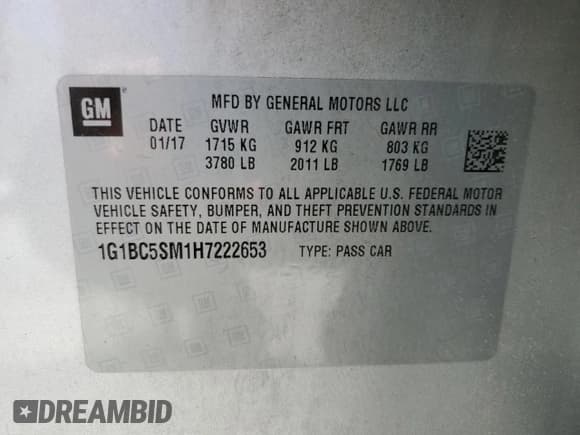 GM
MFD BY GENERAL MOTORS LLC
DATE GVWR GAWR FRT GAWR RR
01/17 1715 KG 912 KG 803 KG
3780 LB 2011 LB 1769 LB
THIS VEHICLE CONFORMS TO ALL APPLICABLE U.S. FEDERAL MOTOR
VEHICLE SAFETY, BUMPER, AND THEFT PREVENTION STANDARDS IN
EFFECT ON THE DATE OF MANUFACTURE SHOWN ABOVE.
1G1BC5SM1H7222653 TYPE: PASS CAR
DREAMBID